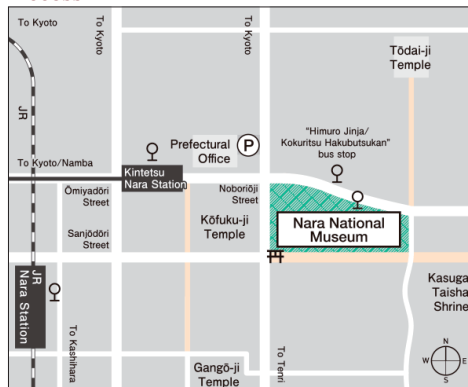 To Kyoto
To Kyoto
To Kyoto
JR
Tōdai-ji
Temple
Prefectural
Office
P
"Himuro Jinja/
Kokuritsu Hakubutsukan"
bus stop
To Kyoto/Namba
Kintetsu
Nara Station
Ōmiyadōri
Street
Noboriōji
Street
Sanjōdōri
Street
Kōfuku-ji
Temple
Nara National
Museum
JR
Nara Station
Kasuga
Taisha
Shrine
To Kashihara
Gangō-ji
Temple
To Tenri
N
W
E
S